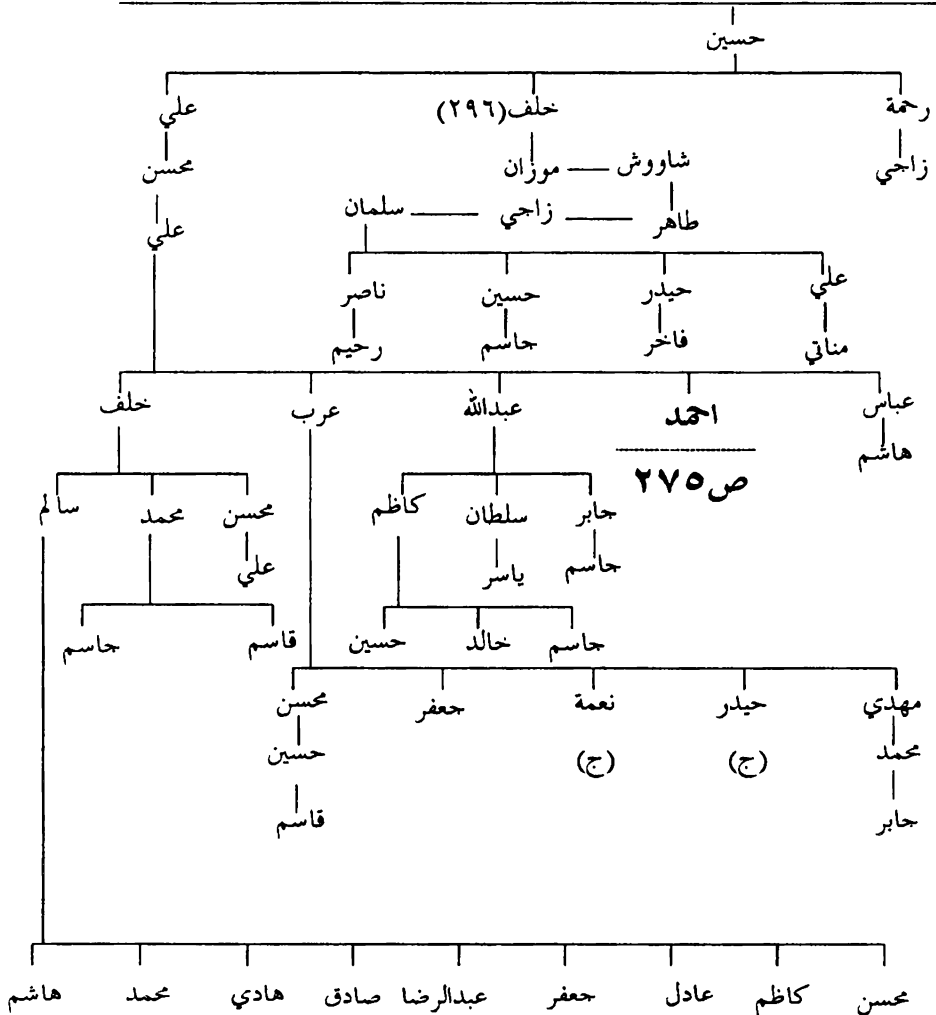 حسين
رحمة خلف(٢٩٦) علي
زاجي شاووش موزان محسن
طاهر زاجي سلمان علي
علي حيدر حسين ناصر
مناتي فاخر جاسم رحيم
عباس احمد عبدالله عرب خلف
هاشم ص٢٧٥
جابر سلطان كاظم محسن محمد سالم
جاسم ياسر علي
جاسم خالد حسين قاسم جاسم
مهدي حيدر نعمة جعفر محسن
محمد (ج) (ج) حسين
جابر قاسم
محسن كاظم عادل جعفر عبدالرضا صادق هادي محمد هاشم